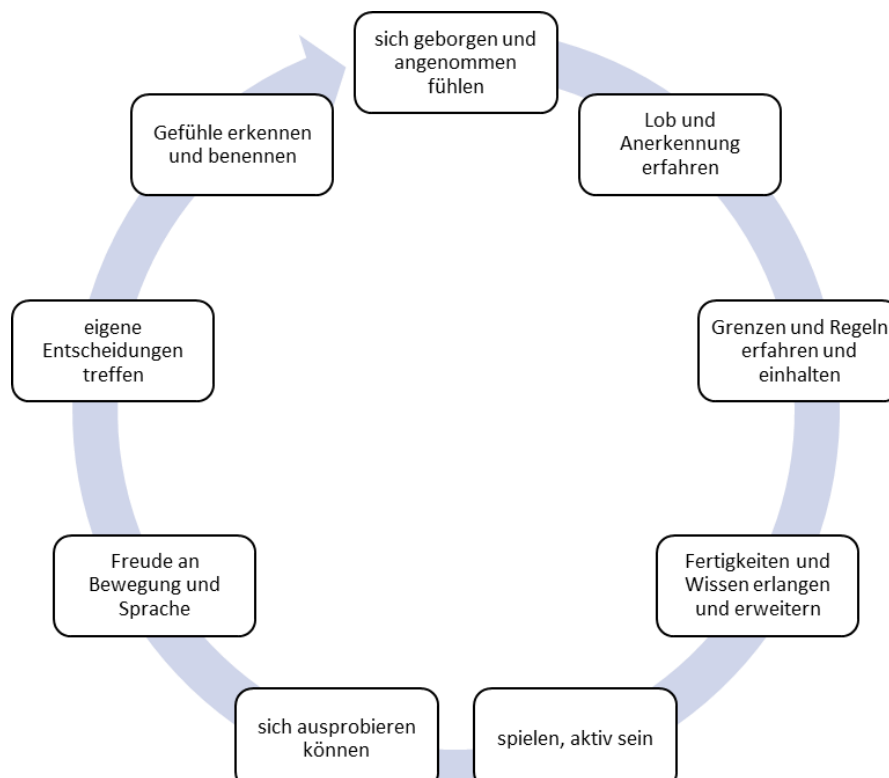 sich geborgen und
angenommen
fühlen
Lob und
Anerkennung
erfahren
Grenzen und Regeln
erfahren und
einhalten
Fertigkeiten und
Wissen erlangen
und erweitern
spielen, aktiv sein
sich ausprobieren
können
Freude an
Bewegung und
Sprache
eigene
Entscheidungen
treffen
Gefühle erkennen
und benennen